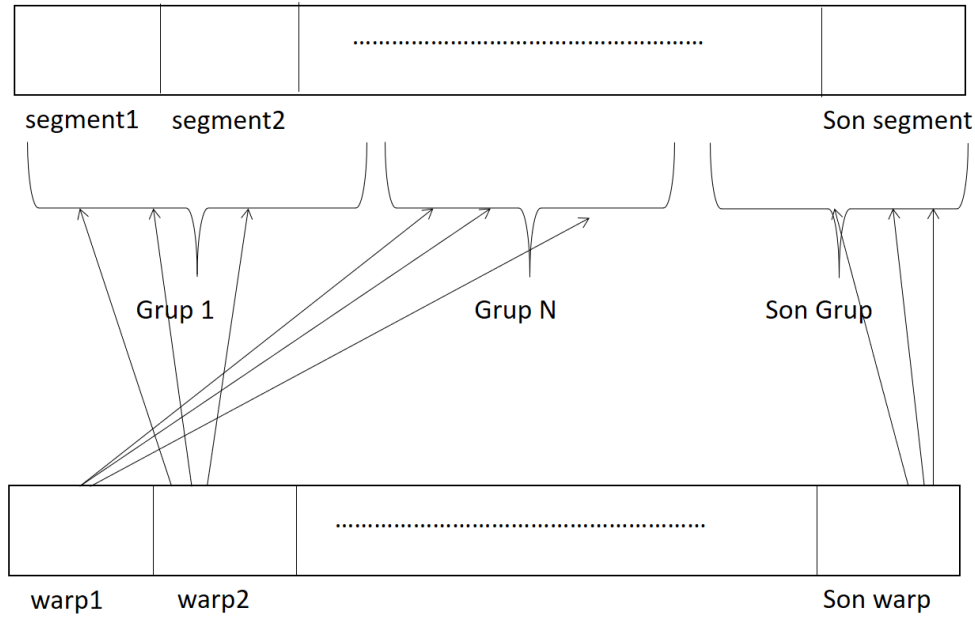 ........................................................
segment1 segment2 Son segment
Grup 1 Grup N Son Grup
...........................................................
warp1 warp2 Son warp